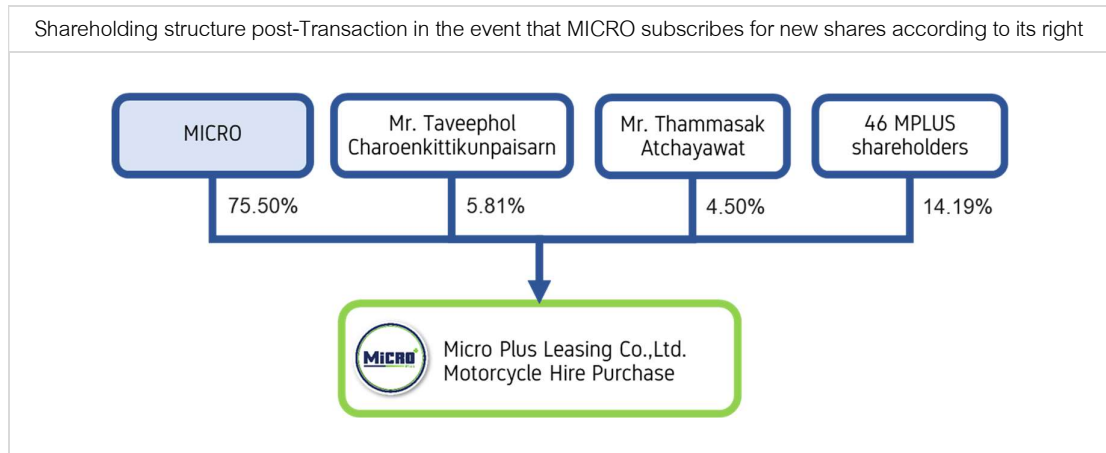 Shareholding structure post-Transaction in the event that MICRO subscribes for new shares according to its right
MICRO
Mr. Taveephol
Charoenkittikunpaisarn
Mr. Thammasak
Atchayawat
46 MPLUS
shareholders
75.50%
5.81%
4.50%
14.19%
MiCRO
Plus
Micro Plus Leasing Co.,Ltd.
Motorcycle Hire Purchase